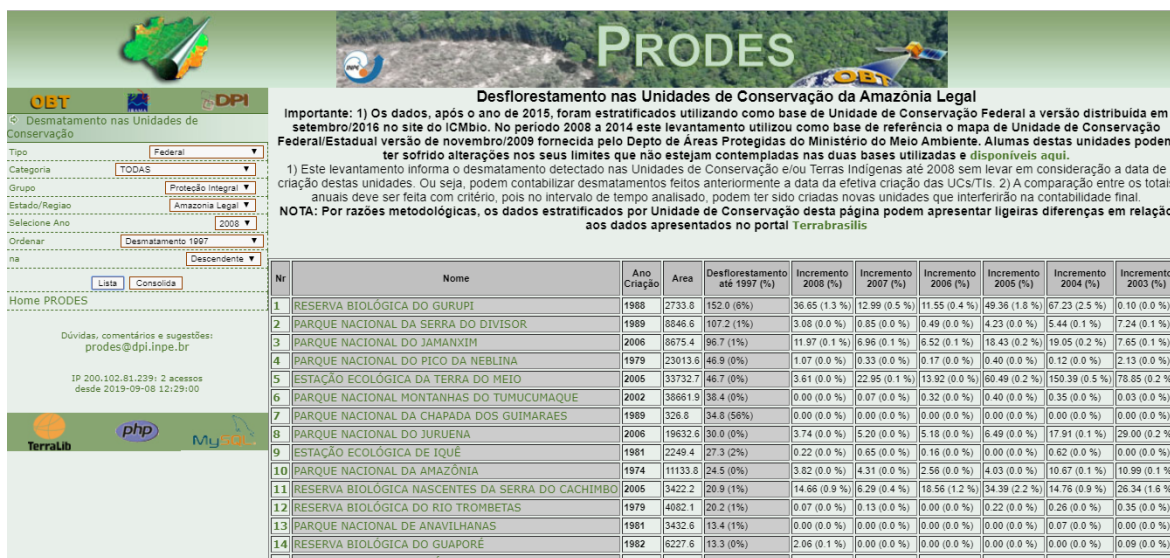 PRODES
INPE
OBT
OBT
DPI
Desmatamento nas Unidades de
Conservação
Tipo Federal
Categoria TODAS
Grupo Proteção Integral
Estado/Regiao Amazonia Legal
Selecione Ano 2008
Ordenar Desmatamento 1997
na Descendente
Lista Consolida
Home PRODES
Dúvidas, comentários e sugestões:
prodes@dpi.inpe.br
IP 200.102.81.239: 2 acessos
desde 2019-09-08 12:29:00
TerraLib
php
Desflorestamento nas Unidades de Conservação da Amazônia Legal
Importante: 1) Os dados, após o ano de 2015, foram estratificados utilizando como base de Unidade de Conservação Federal a versão distribuída em
setembro/2016 no site do ICMbio. No período 2008 a 2014 este levantamento utilizou como base de referência o mapa de Unidade de Conservação
Federal/Estadual versão de novembro/2009 fornecida pelo Depto de Áreas Protegidas do Ministério do Meio Ambiente. Alumas destas unidades podem
ter sofrido alterações nos seus limites que não estejam contempladas nas duas bases utilizadas e disponíveis aqui.
1) Este levantamento informa o desmatamento detectado nas Unidades de Conservação e/ou Terras Indígenas até 2008 sem levar em consideração a data de
criação destas unidades. Ou seja, podem contabilizar desmatamentos feitos anteriormente a data da efetiva criação das UCs/TIs. 2) A comparação entre os totais
anuais deve ser feita com critério, pois no intervalo de tempo analisado, podem ter sido criadas novas unidades que interferirão na contabilidade final.
NOTA: Por razões metodológicas, os dados estratificados por Unidade de Conservação desta página podem apresentar ligeiras diferenças em relação
aos dados apresentados no portal Terrabrasilis
Nr Nome Ano Criação Area Desflorestamento até 1997 (%) Incremento 2008 (%) Incremento 2007 (%) Incremento 2006 (%) Incremento 2005 (%) Incremento 2004 (%) Incremento 2003 (%)
1 RESERVA BIOLÓGICA DO GURUPI 1988 2733.8 152.0 (6%) 36.65 (1.3 %) 12.99 (0.5 %) 11.55 (0.4 %) 49.36 (1.8 %) 67.23 (2.5 %) 0.10 (0.0 %)
2 PARQUE NACIONAL DA SERRA DO DIVISOR 1989 8846.6 107.2 (1%) 3.08 (0.0 %) 0.85 (0.0 %) 0.49 (0.0 %) 4.23 (0.0 %) 5.44 (0.1 %) 7.24 (0.1 %)
3 PARQUE NACIONAL DO JAMANXIM 2006 8675.4 96.7 (1%) 11.97 (0.1 %) 6.96 (0.1 %) 6.52 (0.1 %) 18.43 (0.2 %) 19.05 (0.2 %) 7.65 (0.1 %)
4 PARQUE NACIONAL DO PICO DA NEBLINA 1979 23013.6 46.9 (0%) 1.07 (0.0 %) 0.33 (0.0 %) 0.17 (0.0 %) 0.40 (0.0 %) 0.12 (0.0 %) 2.13 (0.0 %)
5 ESTAÇÃO ECOLÓGICA DA TERRA DO MEIO 2005 33732.7 46.7 (0%) 3.61 (0.0 %) 22.95 (0.1 %) 13.92 (0.0 %) 60.49 (0.2 %) 150.39 (0.5 %) 78.85 (0.2 %
6 PARQUE NACIONAL MONTANHAS DO TUMUCUMAQUE 2002 38661.9 38.4 (0%) 0.00 (0.0 %) 0.07 (0.0 %) 0.32 (0.0 %) 0.40 (0.0 %) 0.35 (0.0 %) 0.03 (0.0 %)
7 PARQUE NACIONAL DA CHAPADA DOS GUIMARAES 1989 326.8 34.8 (56%) 0.00 (0.0 %) 0.00 (0.0 %) 0.00 (0.0 %) 0.00 (0.0 %) 0.00 (0.0 %) 0.00 (0.0 %)
8 PARQUE NACIONAL DO JURUENA 2006 19632.6 30.0 (0%) 3.74 (0.0 %) 5.20 (0.0 %) 5.18 (0.0 %) 6.49 (0.0 %) 17.91 (0.1 %) 29.00 (0.2 %
9 ESTAÇÃO ECOLÓGICA DE IQUÊ 1981 2249.4 27.3 (2%) 0.22 (0.0 %) 0.65 (0.0 %) 0.16 (0.0 %) 0.00 (0.0 %) 0.62 (0.0 %) 0.00 (0.0 %)
10 PARQUE NACIONAL DA AMAZÔNIA 1974 11133.8 24.5 (0%) 3.82 (0.0 %) 4.31 (0.0 %) 2.56 (0.0 %) 4.03 (0.0 %) 10.67 (0.1 %) 10.99 (0.1 %
11 RESERVA BIOLÓGICA NASCENTES DA SERRA DO CACHIMBO 2005 3422.2 20.9 (1%) 14.66 (0.9 %) 6.29 (0.4 %) 18.56 (1.2 %) 34.39 (2.2 %) 14.76 (0.9 %) 26.34 (1.6 %
12 RESERVA BIOLÓGICA DO RIO TROMBETAS 1979 4082.1 20.2 (1%) 0.07 (0.0 %) 0.13 (0.0 %) 0.00 (0.0 %) 0.22 (0.0 %) 0.26 (0.0 %) 0.35 (0.0 %)
13 PARQUE NACIONAL DE ANAVILHANAS 1981 3432.6 13.4 (1%) 0.00 (0.0 %) 0.00 (0.0 %) 0.00 (0.0 %) 0.00 (0.0 %) 0.07 (0.0 %) 0.00 (0.0 %)
14 RESERVA BIOLÓGICA DO GUAPORÉ 1982 6227.6 13.3 (0%) 2.06 (0.1 %) 0.00 (0.0 %) 0.00 (0.0 %) 0.00 (0.0 %) 0.00 (0.0 %) 0.09 (0.0 %)